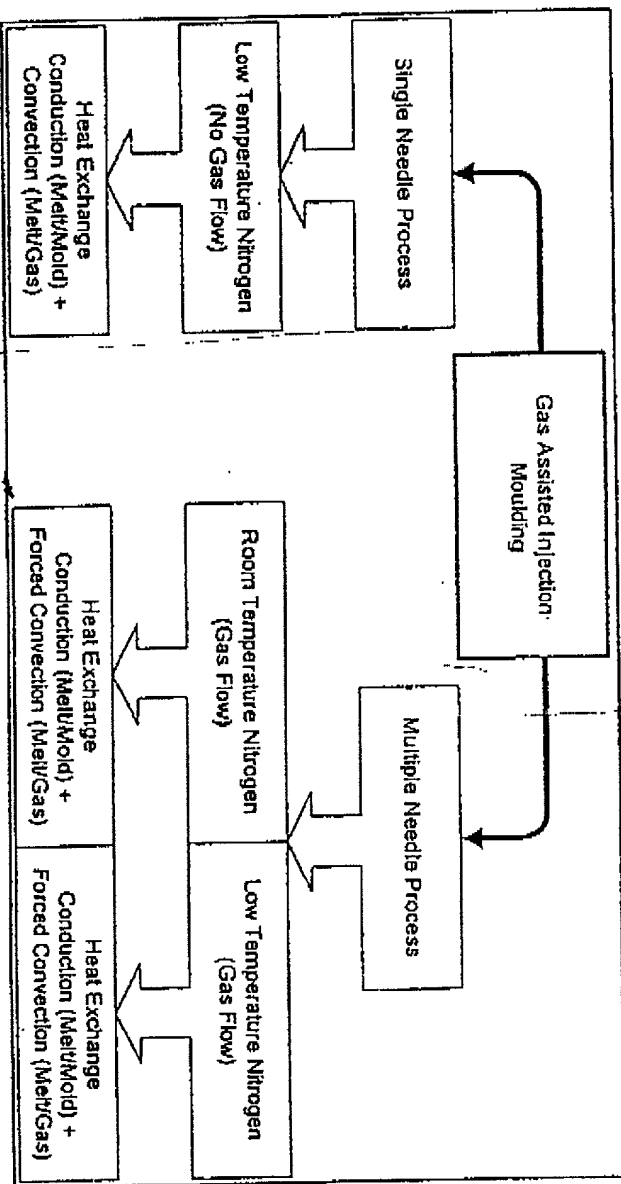 Gas Assisted Injection
Moulding
Single Needle Process
Multiple Needle Process
Low Temperature Nitrogen
(No Gas Flow)
Room Temperature Nitrogen
(Gas Flow)
Low Temperature Nitrogen
(Gas Flow)
Heat Exchange
Conduction (Melt/Mold) +
Convection (Melt/Gas)
Heat Exchange
Conduction (Melt/Mold) +
Forced Convection (Melt/Gas)
Heat Exchange
Conduction (Melt/Mold) +
Forced Convection (Melt/Gas)